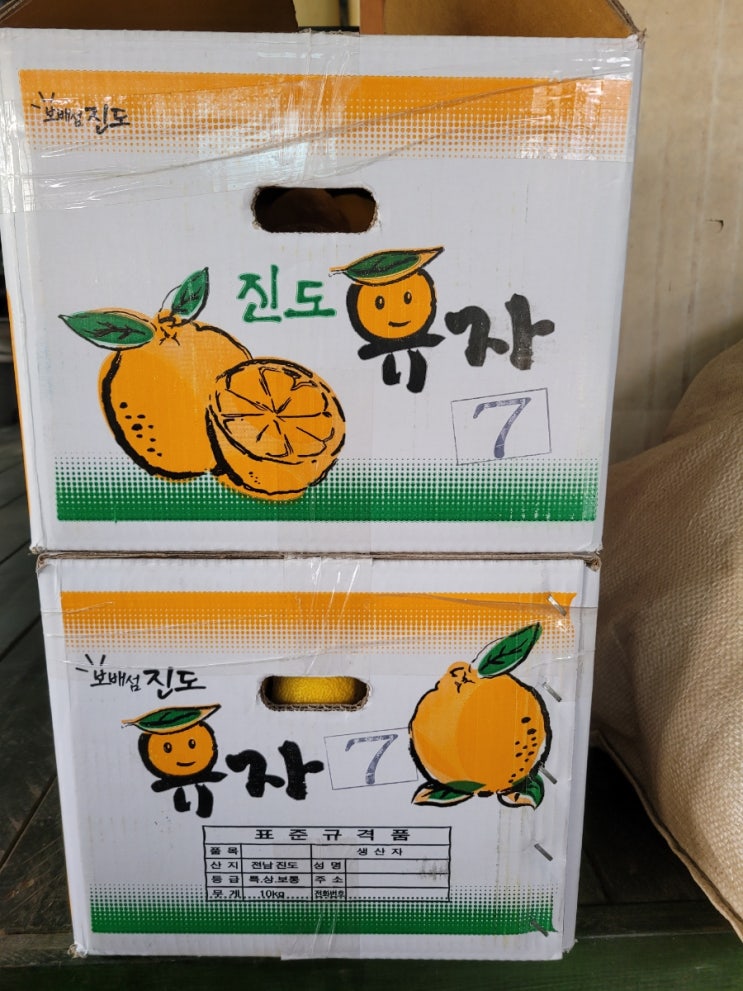 보배섬 진도
진도 유자
7
보배섬 진도
유자 7
표준규격품
품목 생산자
산지 전남진도 성명
등급 특.상.보통 주소
무게 10kg 전화번호